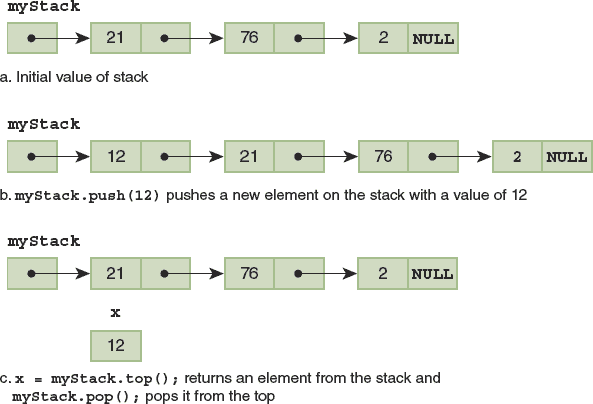 myStack
21 76 2 NULL
a. Initial value of stack
myStack
12 21 76 2 NULL
b. myStack.push(12) pushes a new element on the stack with a value of 12
myStack
21 76 2 NULL
x
12
c. x = myStack.top(); returns an element from the stack and
myStack.pop(); pops it from the top